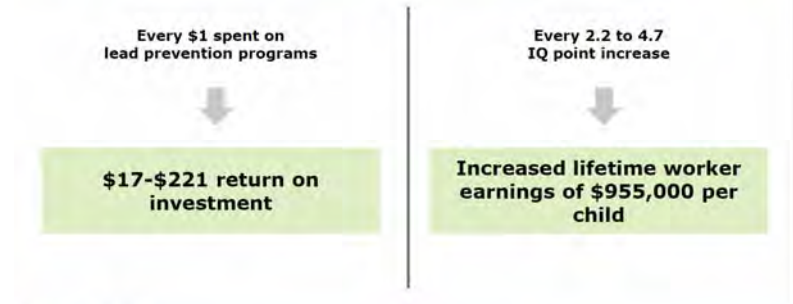 Every $1 spent on
lead prevention programs
$17-$221 return on
investment
Every 2.2 to 4.7
IQ point increase
Increased lifetime worker
earnings of $955,000 per
child